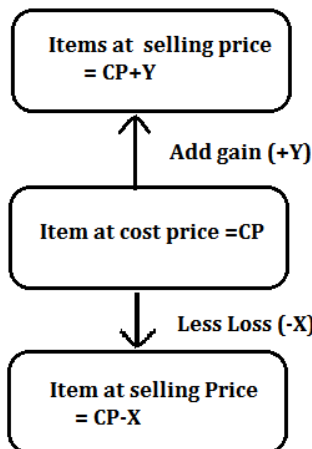 Items at selling price
= CP+Y
Add gain (+Y)
Item at cost price =CP
Less Loss (-X)
Item at selling Price
= CP-X